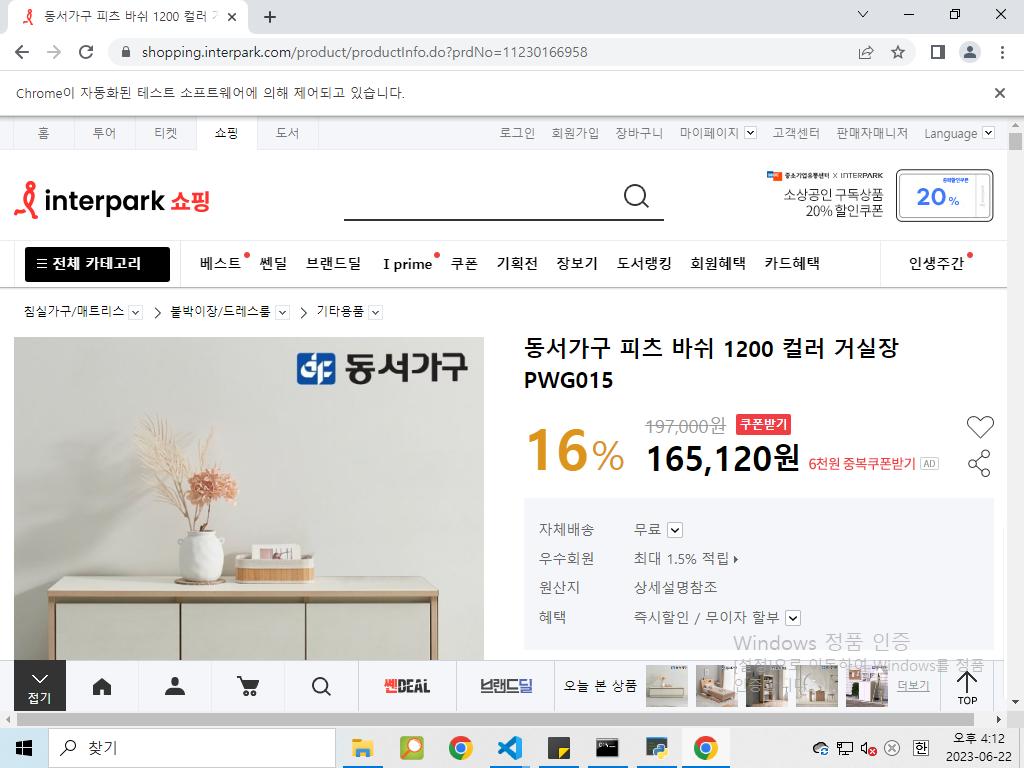 동서가구 피츠 바쉬 1200 컬러
shopping.interpark.com/product/productInfo.do?prdNo=11230166958
Chrome이 자동화된 테스트 소프트웨어에 의해 제어되고 있습니다.
홈 투어 티켓 쇼핑 도서 로그인 회원가입 장바구니 마이페이지 고객센터 판매자매니저 Language
interpark 쇼핑
중소기업유통센터 X INTERPARK
소상공인 구독상품
20% 할인쿠폰
20%
전체 카테고리 베스트 쎈딜 브랜드딜 I prime 쿠폰 기획전 장보기 도서랭킹 회원혜택 카드혜택 인생주간
침실가구/매트리스 붙박이장/드레스룸 기타용품
동서가구
동서가구 피츠 바쉬 1200 컬러 거실장
PWG015
16%
197,000원 쿠폰받기
165,120원 6천원 중복쿠폰받기 AD
자체배송 무료
우수회원 최대 1.5% 적립
원산지 상세설명참조
혜택 즉시할인 / 무이자 할부
Windows 정품 인증
[설정]으로 이동하여 Windows를 정품
인증합니다.
접기 쎈DEAL 브랜드딜 오늘 본 상품 더보기 TOP
찾기
한
오후 4:12
2023-06-22